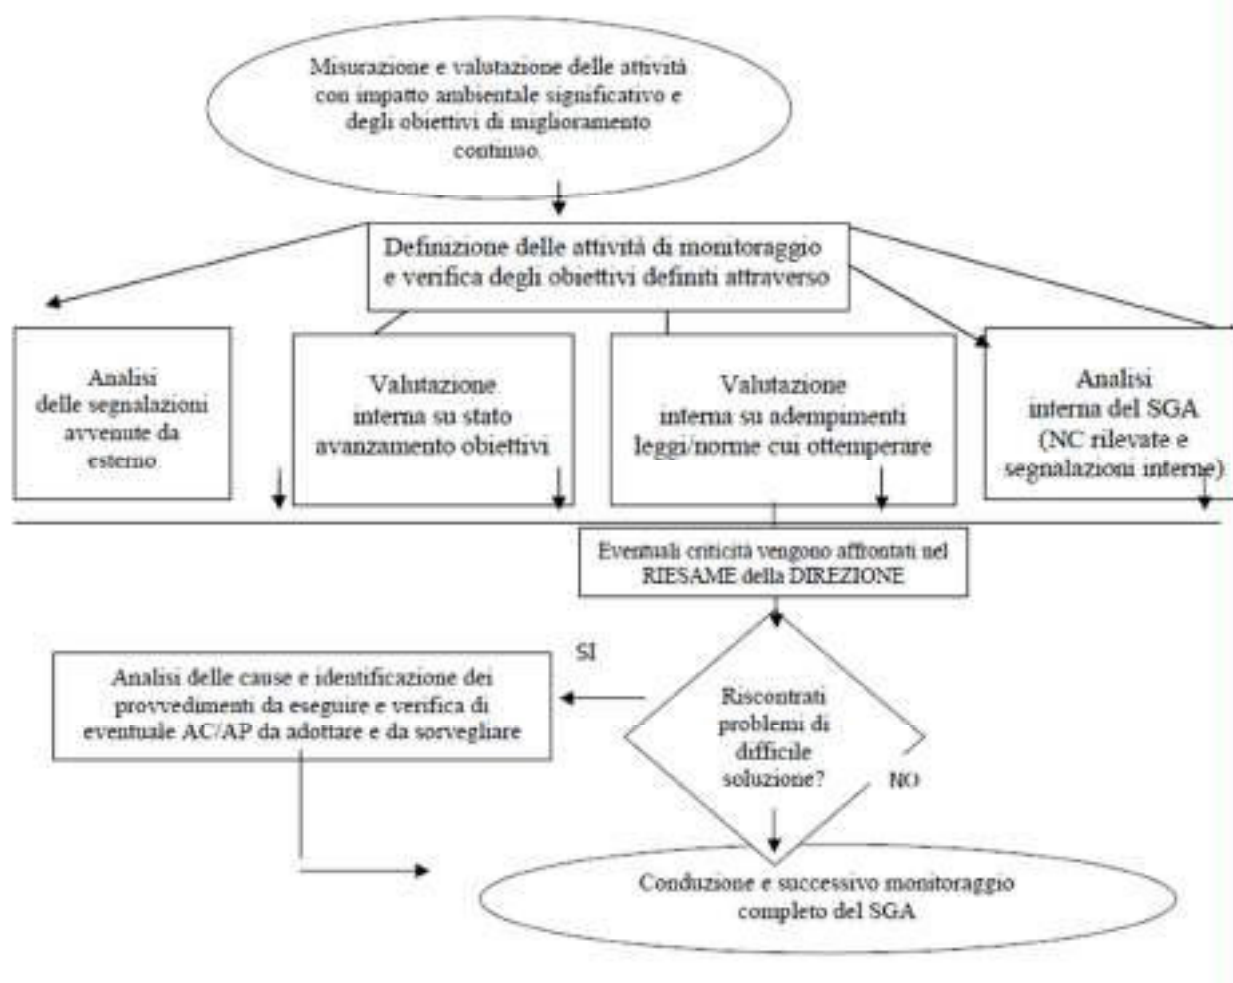 Misurazione e valutazione delle attività
con impatto ambientale significativo e
degli obiettivi di miglioramento
continuo.
Definizione delle attività di monitoraggio
e verifica degli obiettivi definiti attraverso
Analisi
delle segnalazioni
avvenute da
esterno
Valutazione
interna su stato
avanzamento obiettivi
Valutazione
interna su adempimenti
leggi/norme cui ottemperare
Analisi
interna del SGA
(NC rilevate e
segnalazioni interne)
Eventuali criticità vengono affrontati nel
RIESAME della DIREZIONE
SI
Analisi delle cause e identificazione dei
provvedimenti da eseguire e verifica di
eventuale AC/AP da adottare e da sorvegliare
Riscontrati
problemi di
difficile
soluzione?
NO
Conduzione e successivo monitoraggio
completo del SGA